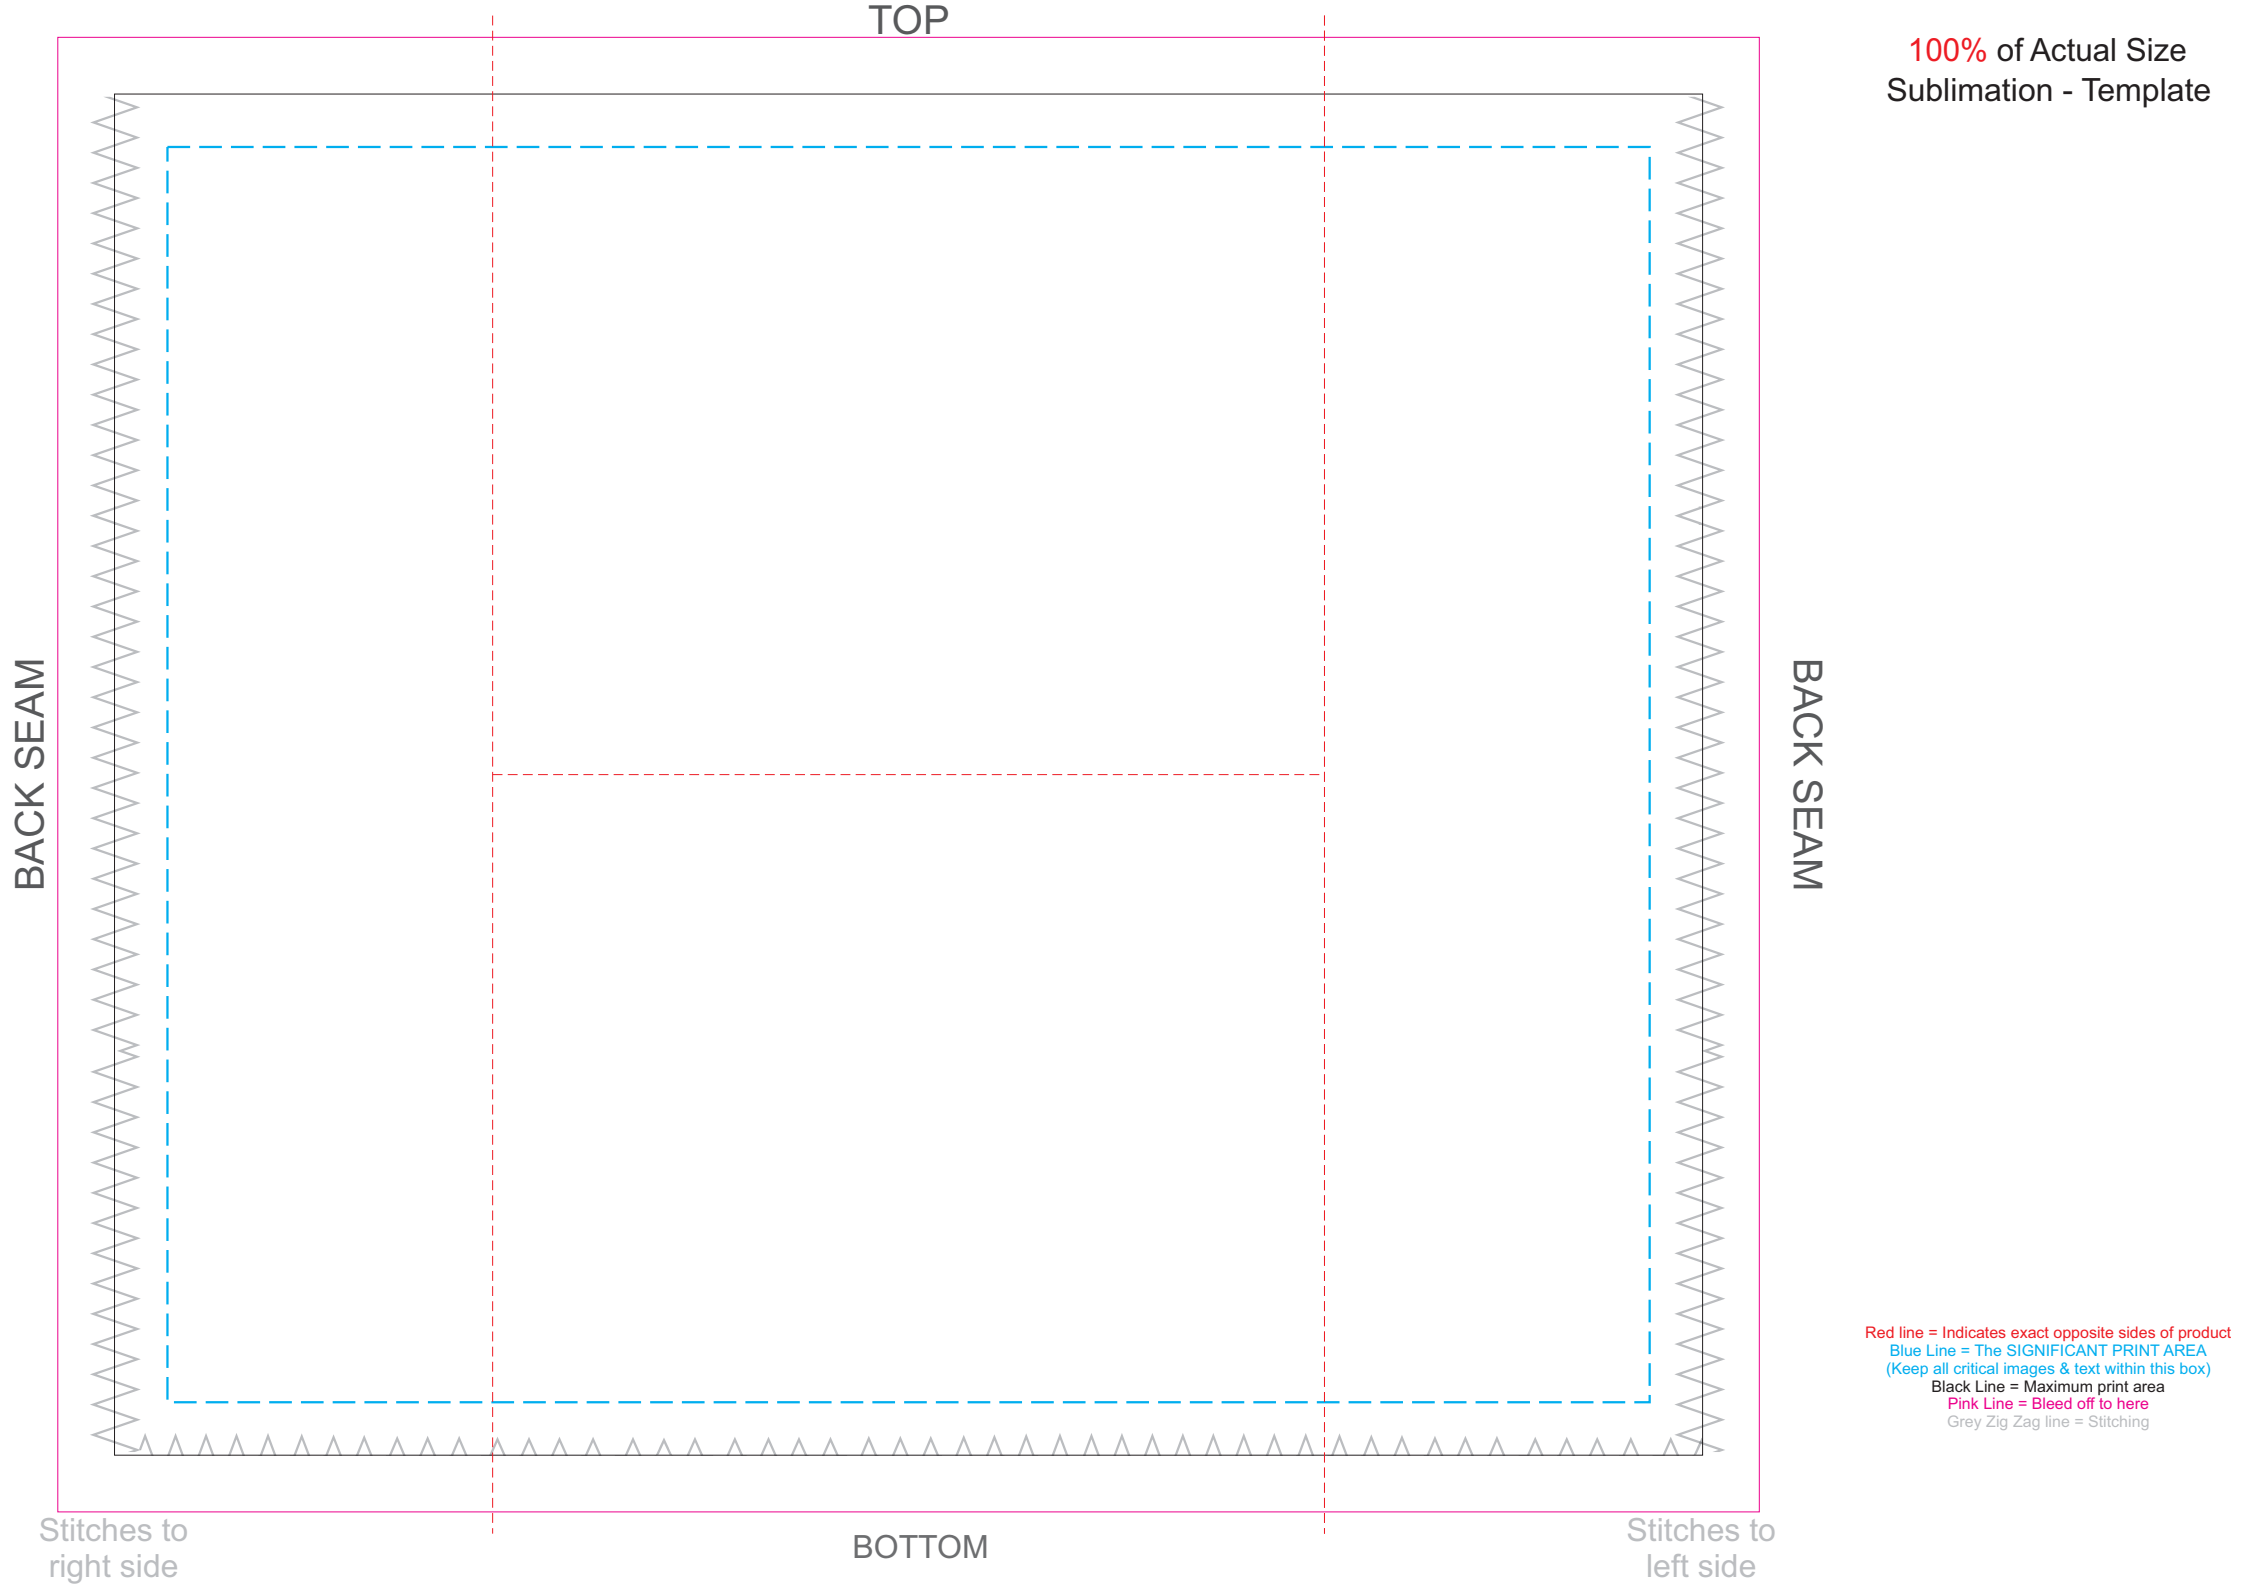 TOP
100% of Actual Size
Sublimation - Template
BACK SEAM
BACK SEAM
Red line = Indicates exact opposite sides of product
Blue Line = The SIGNIFICANT PRINT AREA
(Keep all critical images & text within this box)
Black Line = Maximum print area
Pink Line = Bleed off to here
Grey Zig Zag line = Stitching
Stitches to
right side
BOTTOM
Stitches to
left side